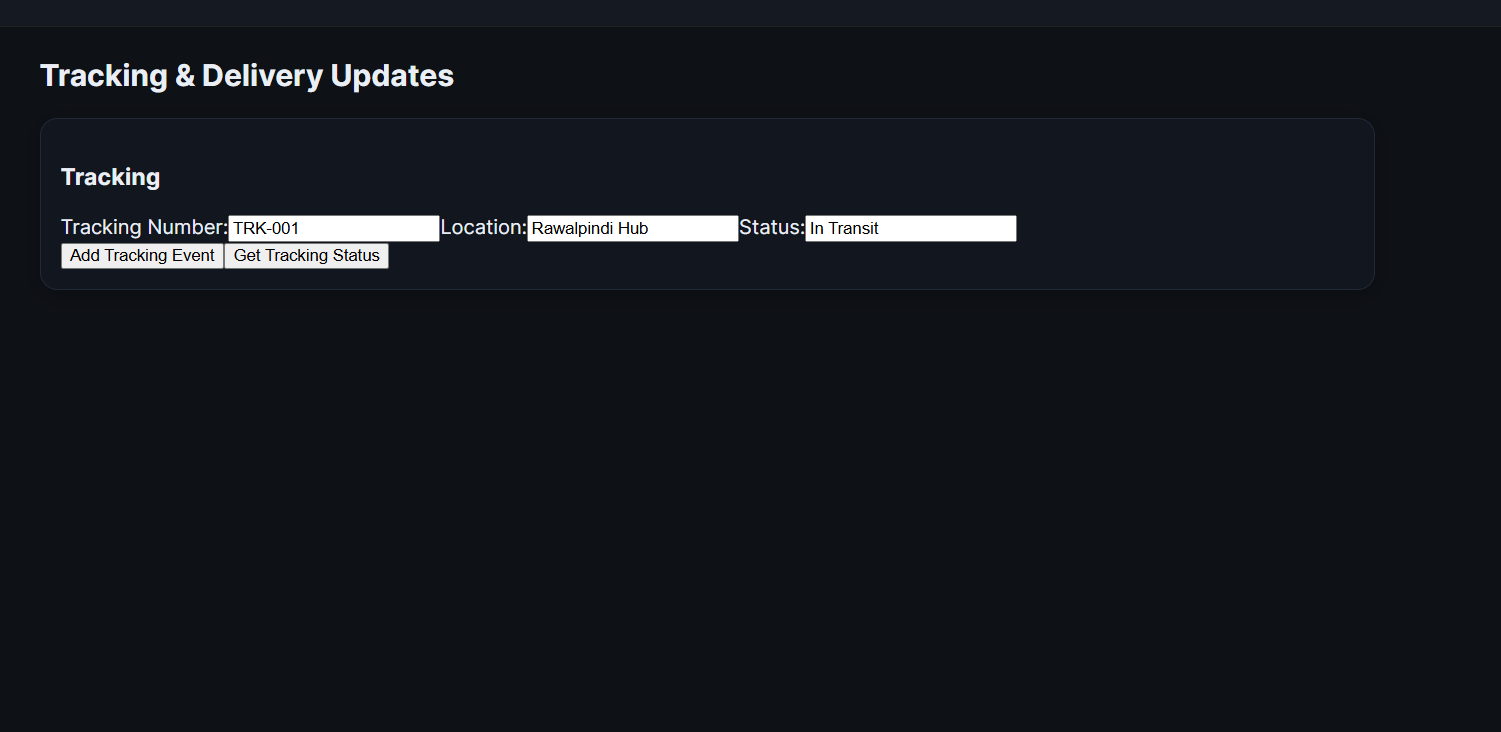 Tracking & Delivery Updates
Tracking
Tracking Number: TRK-001 Location: Rawalpindi Hub Status: In Transit
Add Tracking Event Get Tracking Status